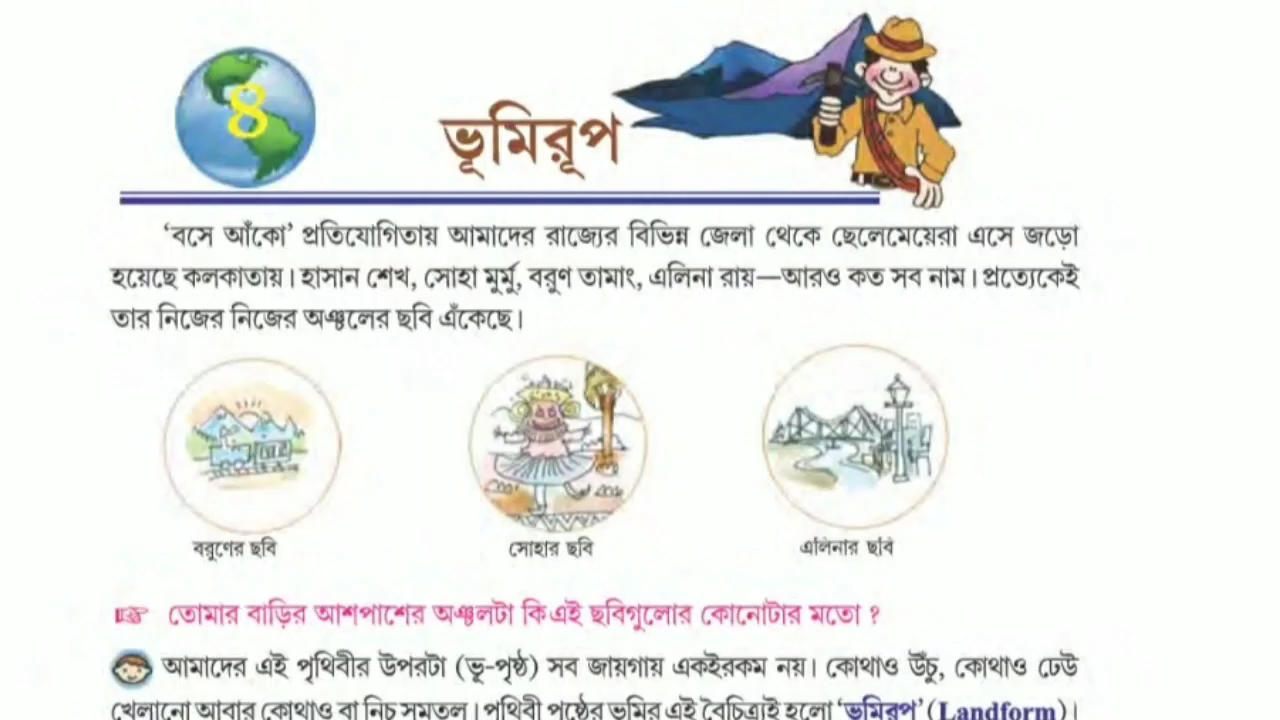 ৪
ভূমিরূপ
'বসে আঁকো' প্রতিযোগিতায় আমাদের রাজ্যের বিভিন্ন জেলা থেকে ছেলেমেয়েরা এসে জড়ো
হয়েছে কলকাতায়। হাসান শেখ, সোহা মুর্মু, বরুণ তামাং, এলিনা রায়—আরও কত সব নাম। প্রত্যেকেই
তার নিজের নিজের অঞ্চলের ছবি এঁকেছে।
বরুণের ছবি
সোহার ছবি
এলিনার ছবি
তোমার বাড়ির আশপাশের অঞ্চলটা কি এই ছবিগুলোর কোনোটার মতো ?
আমাদের এই পৃথিবীর উপরটা (ভূ-পৃষ্ঠ) সব জায়গায় একইরকম নয়। কোথাও উঁচু, কোথাও ঢেউ
খেলানো আবার কোথাও বা নিচু সমতল। পৃথিবী পৃষ্ঠের ভূমির এই বৈচিত্র্যই হলো 'ভূমিরূপ' (Landform)।